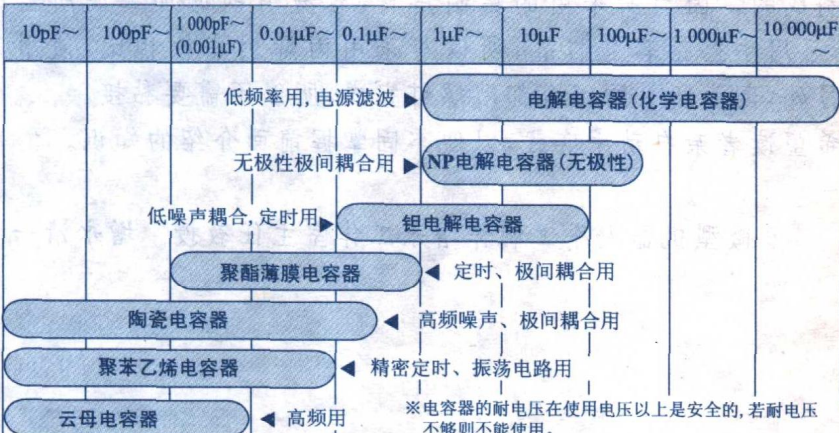 10pF～ 100pF～ 1 000pF～ 0.01μF～ 0.1μF～ 1μF～ 10μF 100μF～ 1 000μF～ 10 000μF～
(0.001μF)
低频率用,电源滤波 ▶ 电解电容器(化学电容器)
无极性极间耦合用 ▶ NP电解电容器(无极性)
低噪声耦合,定时用 ▶ 钽电解电容器
聚酯薄膜电容器 ◀ 定时、极间耦合用
陶瓷电容器 ◀ 高频噪声、极间耦合用
聚苯乙烯电容器 ◀ 精密定时、振荡电路用
云母电容器 ◀ 高频用
※电容器的耐电压在使用电压以上是安全的,若耐电压
不够则不能使用。